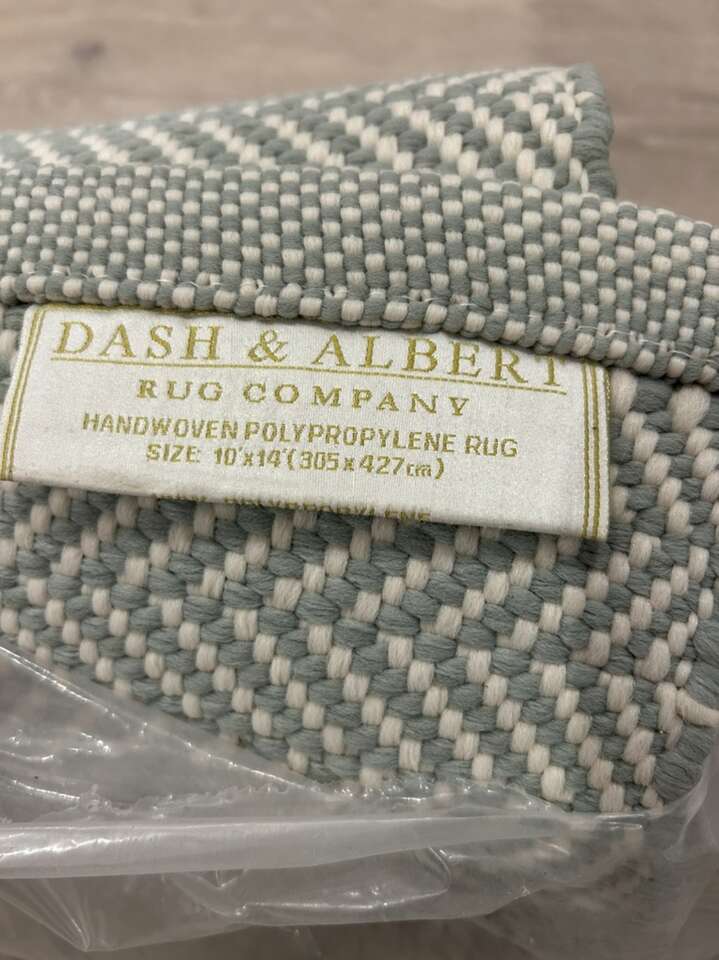 DASH & ALBERT
RUG COMPANY
HANDWOVEN POLYPROPYLENE RUG
SIZE: 10'x14'(305x427cm)